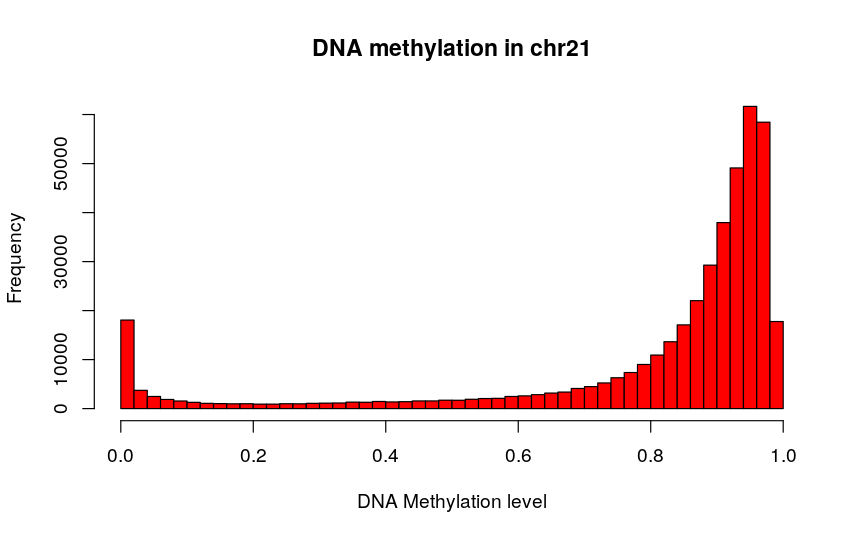 DNA methylation in chr21
Frequency
50000
30000
10000
0
0.0 0.2 0.4 0.6 0.8 1.0
DNA Methylation level